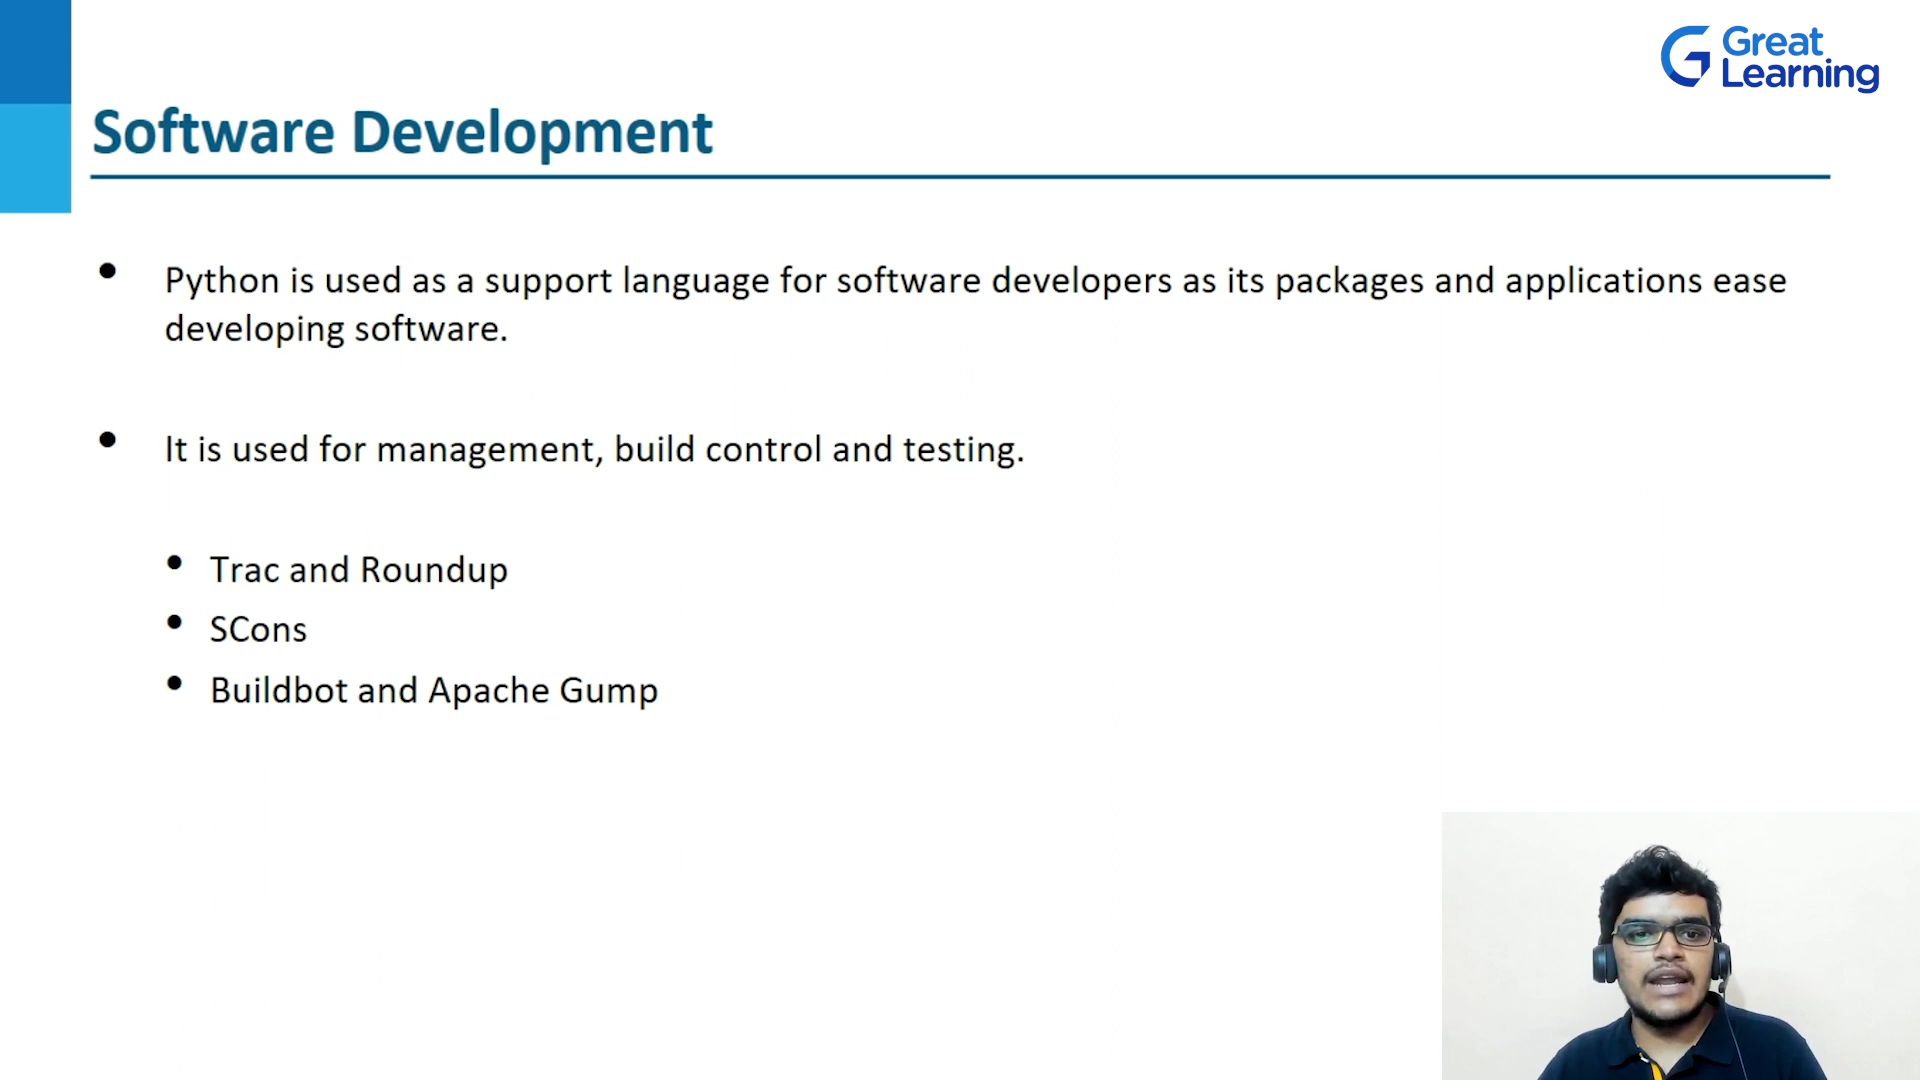 Great
Learning
Software Development
• Python is used as a support language for software developers as its packages and applications ease
developing software.
• It is used for management, build control and testing.
• Trac and Roundup
• SCons
• Buildbot and Apache Gump